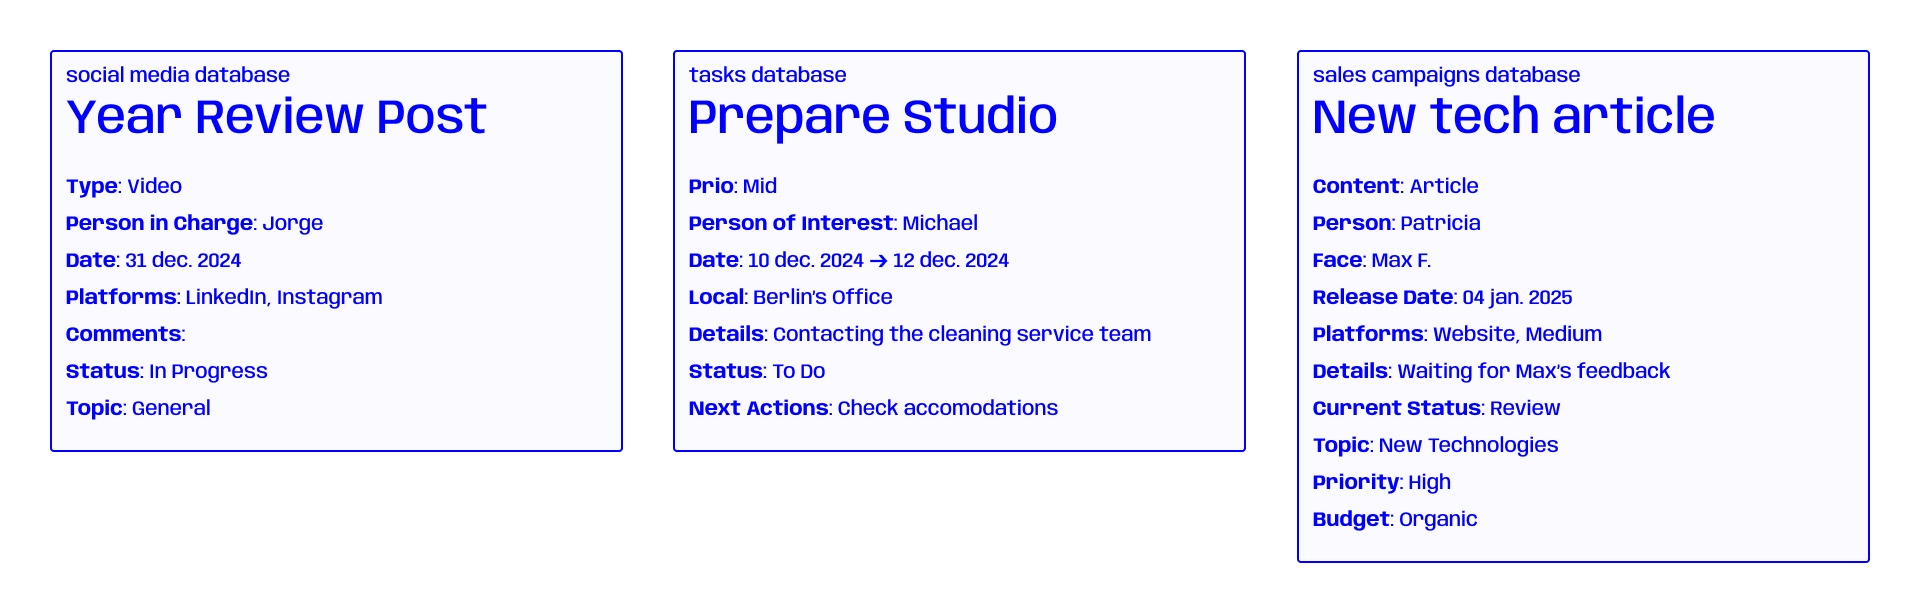 social media database
Year Review Post
Type: Video
Person in Charge: Jorge
Date: 31 dec. 2024
Platforms: LinkedIn, Instagram
Comments:
Status: In Progress
Topic: General
tasks database
Prepare Studio
Prio: Mid
Person of Interest: Michael
Date: 10 dec. 2024 → 12 dec. 2024
Local: Berlin's Office
Details: Contacting the cleaning service team
Status: To Do
Next Actions: Check accomodations
sales campaigns database
New tech article
Content: Article
Person: Patricia
Face: Max F.
Release Date: 04 jan. 2025
Platforms: Website, Medium
Details: Waiting for Max's feedback
Current Status: Review
Topic: New Technologies
Priority: High
Budget: Organic